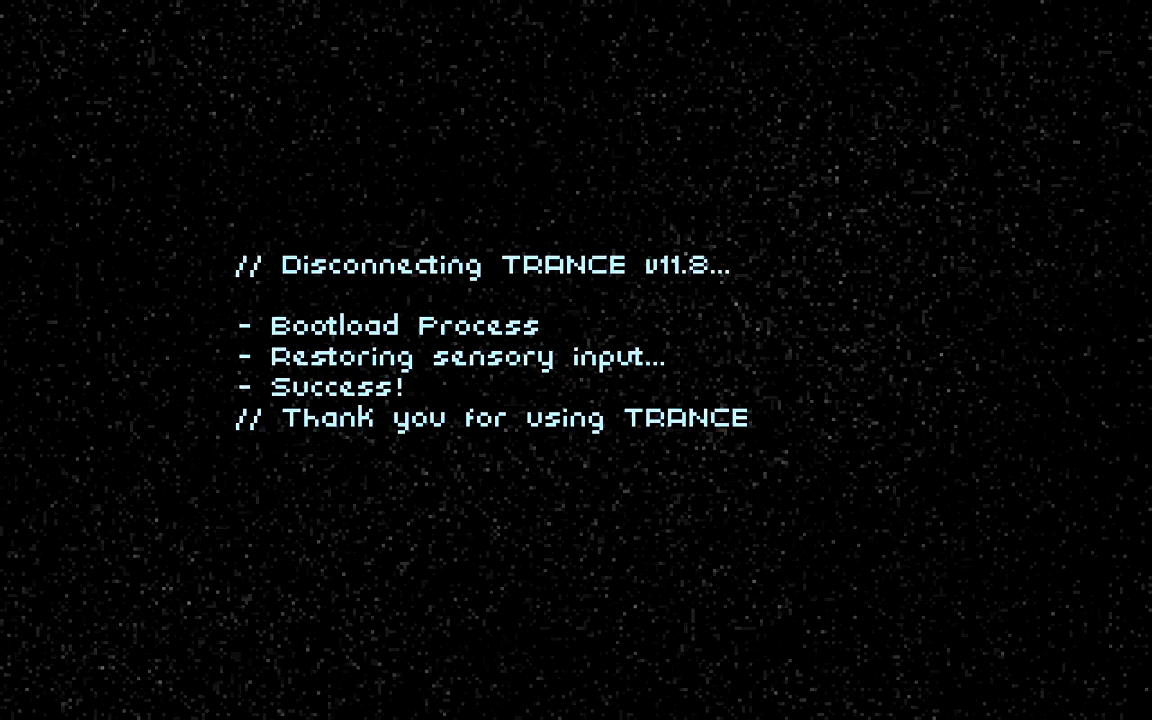 // Disconnecting TRANCE v11.8...
- Bootload Process
- Restoring sensory input...
- Success!
// Thank you for using TRANCE